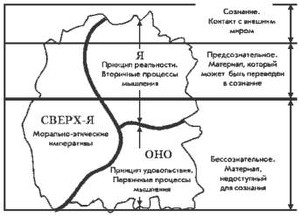 Сознание.
Контакт с внешним
миром
Я
Принцип реальности.
Вторичные процессы
мышления
Предсознательное.
Материал, который
может быть переведен
в сознание
СВЕРХ-Я
Морально-этические
императивы
ОНО
Принцип удовольствия,
Первичные процессы
мышления
Бессознательное.
Материал,
недоступный
для сознания